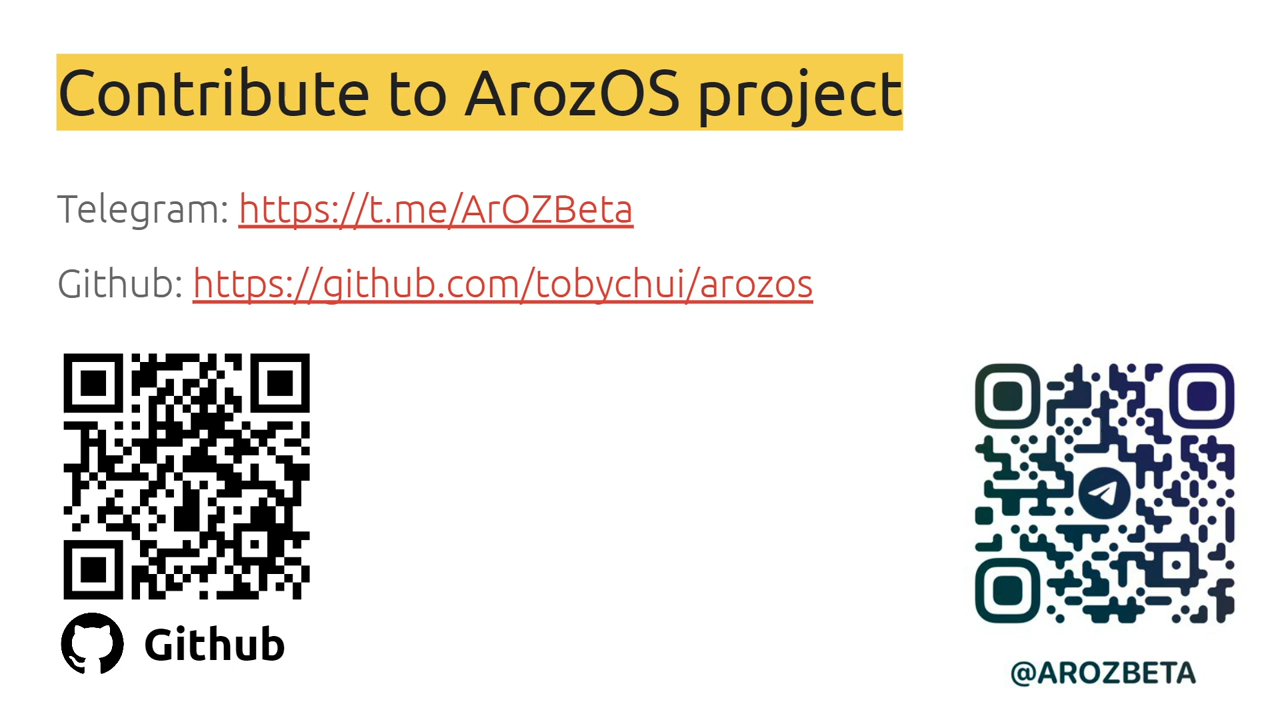 Contribute to ArozOS project
Telegram: https://t.me/ArOZBeta
Github: https://github.com/tobychui/arozos
Github
@AROZBETA